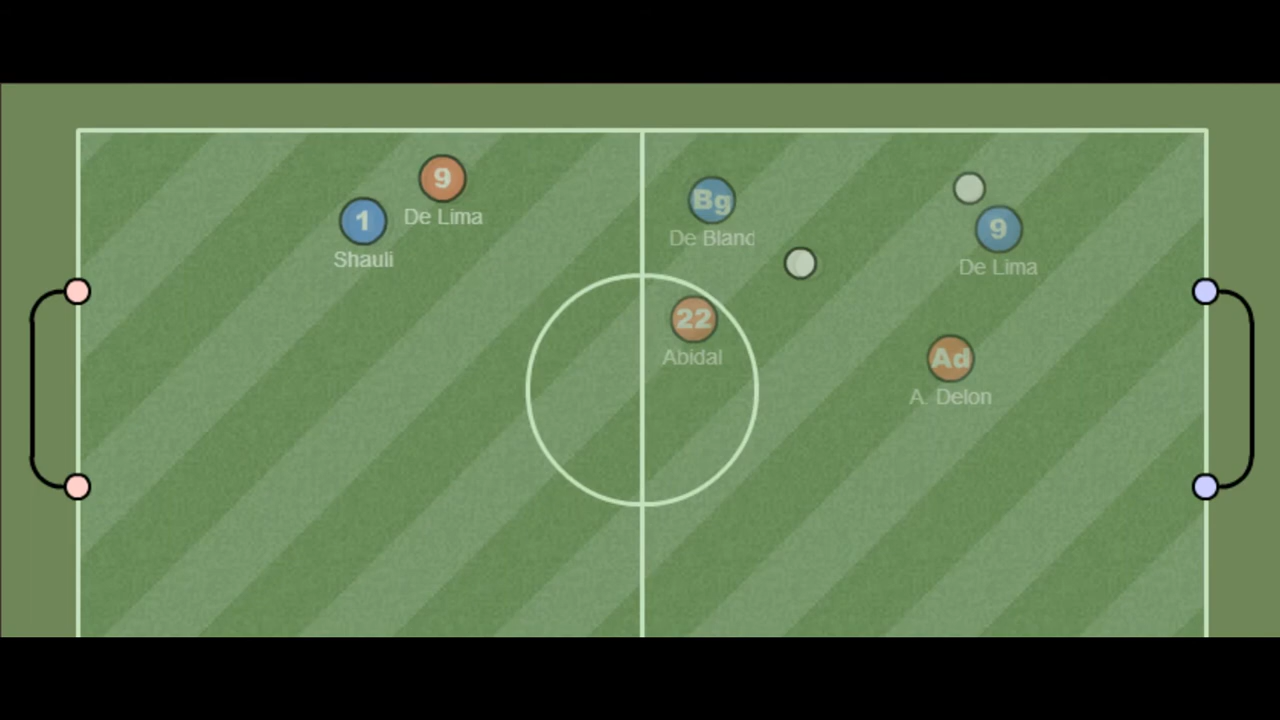 9
De Lima
1
Shauli
Bg
De Bland
9
De Lima
22
Abidal
Ad
A. Delon